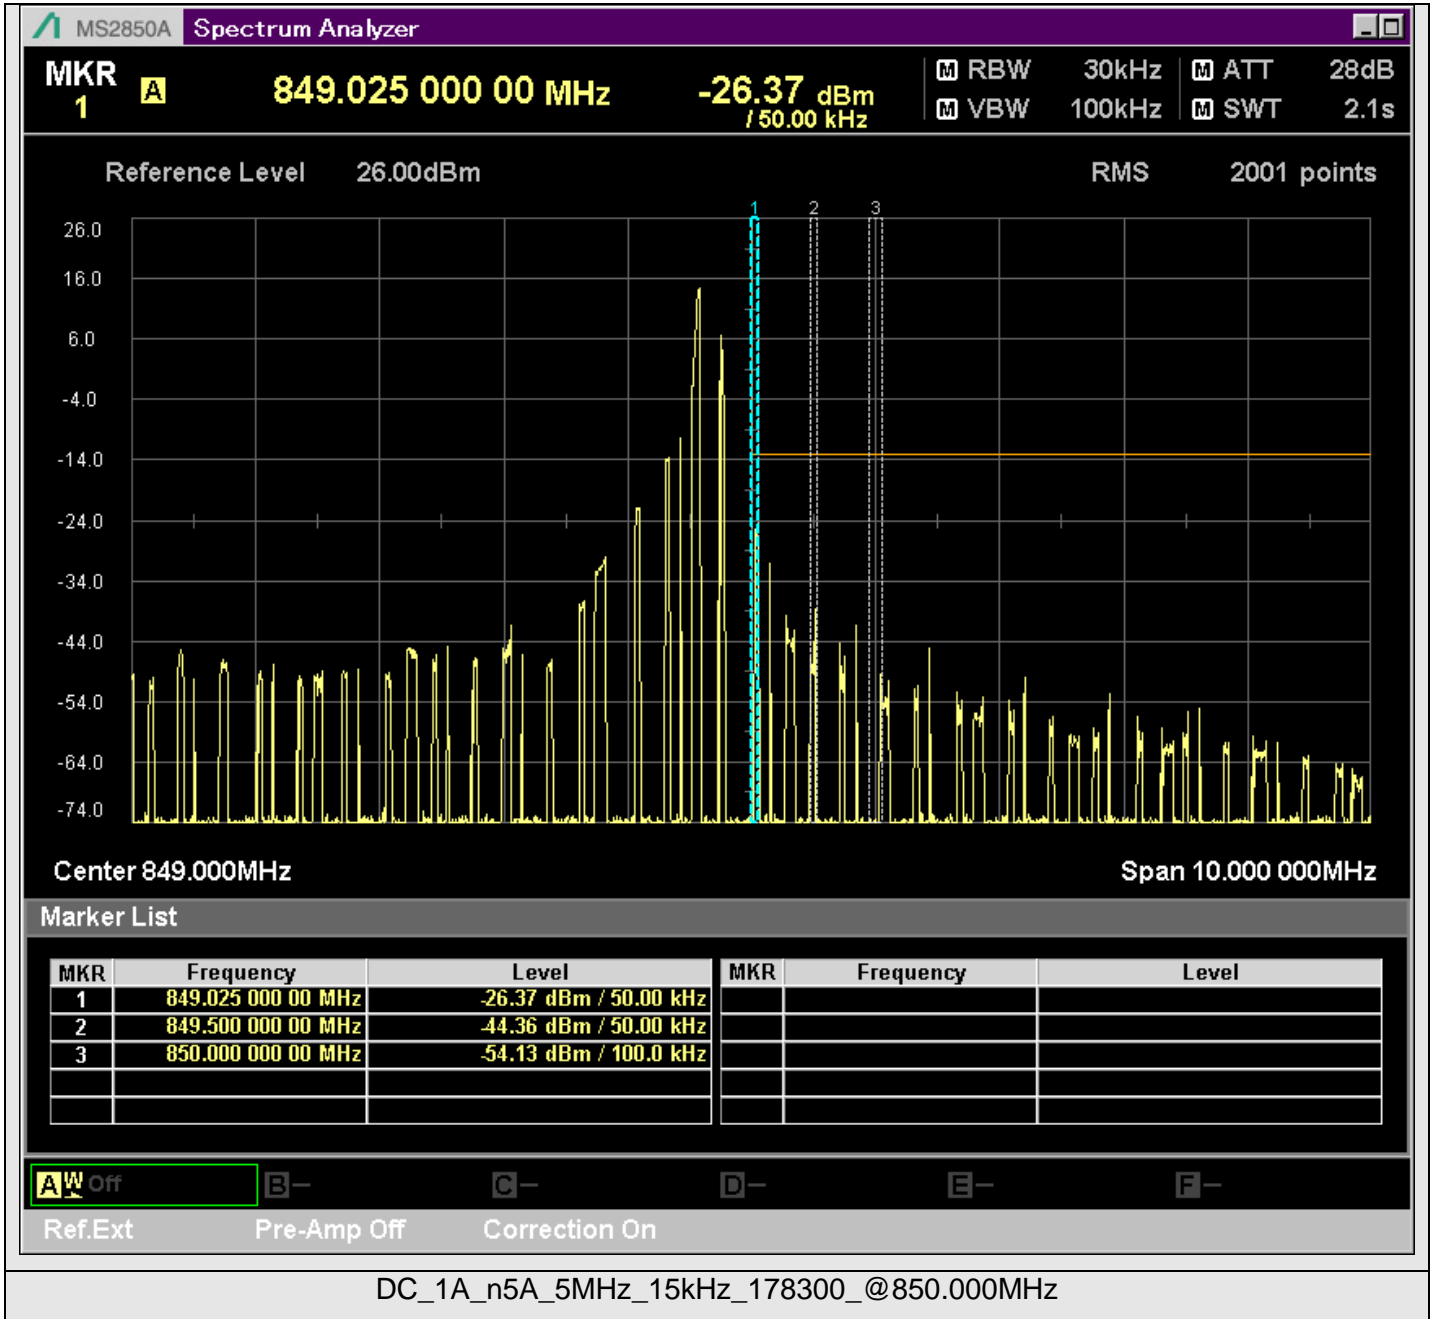 MS2850A Spectrum Analyzer
MKR 1 A 849.025 000 00 MHz -26.37 dBm / 50.00 kHz
M RBW 30kHz M ATT 28dB
M VBW 100kHz M SWT 2.1s
Reference Level 26.00dBm RMS 2001 points
1 2 3
26.0
16.0
6.0
-4.0
-14.0
-24.0
-34.0
-44.0
-54.0
-64.0
-74.0
Center 849.000MHz Span 10.000 000MHz
Marker List
MKR Frequency Level MKR Frequency Level
1 849.025 000 00 MHz -26.37 dBm / 50.00 kHz
2 849.500 000 00 MHz -44.36 dBm / 50.00 kHz
3 850.000 000 00 MHz -54.13 dBm / 100.0 kHz
A W Off B C D E F
Ref.Ext Pre-Amp Off Correction On
DC_1A_n5A_5MHz_15kHz_178300_@850.000MHz